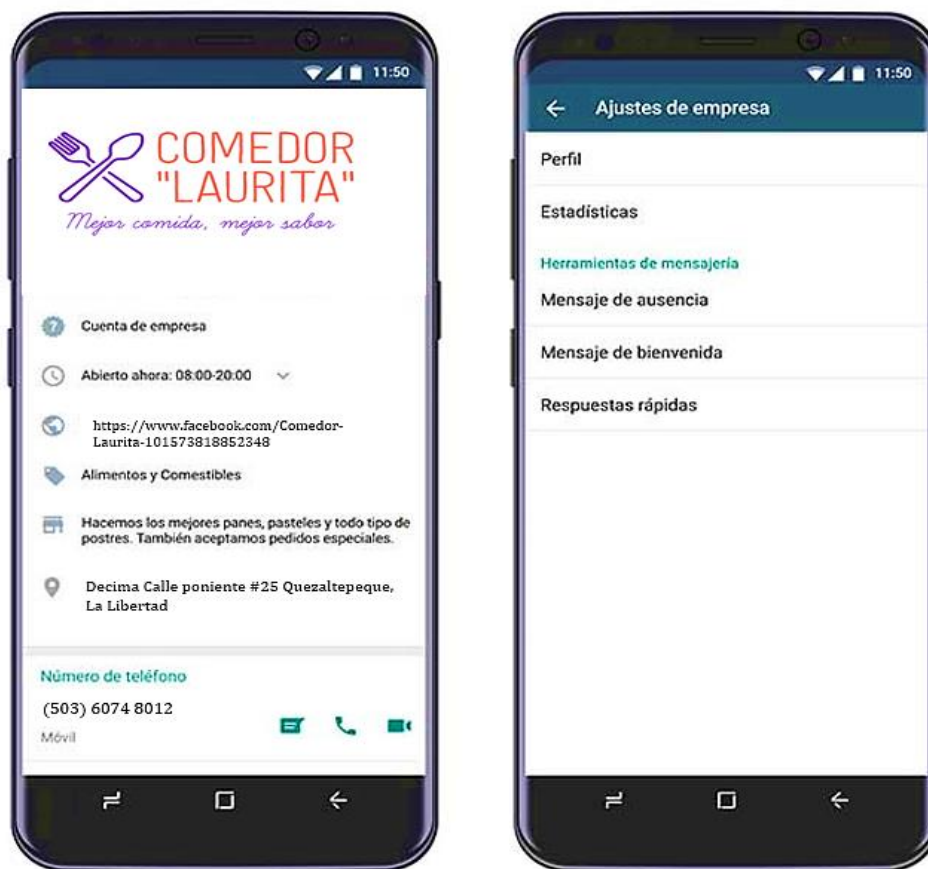 11:50
COMEDOR
"LAURITA"
Mejor comida, mejor sabor
Cuenta de empresa
Abierto ahora: 08:00-20:00
https://www.facebook.com/Comedor-
Laurita-101573818852348
Alimentos y Comestibles
Hacemos los mejores panes, pasteles y todo tipo de
postres. También aceptamos pedidos especiales.
Decima Calle poniente #25 Quezaltepeque,
La Libertad
Número de teléfono
(503) 6074 8012
Móvil
11:50
Ajustes de empresa
Perfil
Estadísticas
Herramientas de mensajería
Mensaje de ausencia
Mensaje de bienvenida
Respuestas rápidas